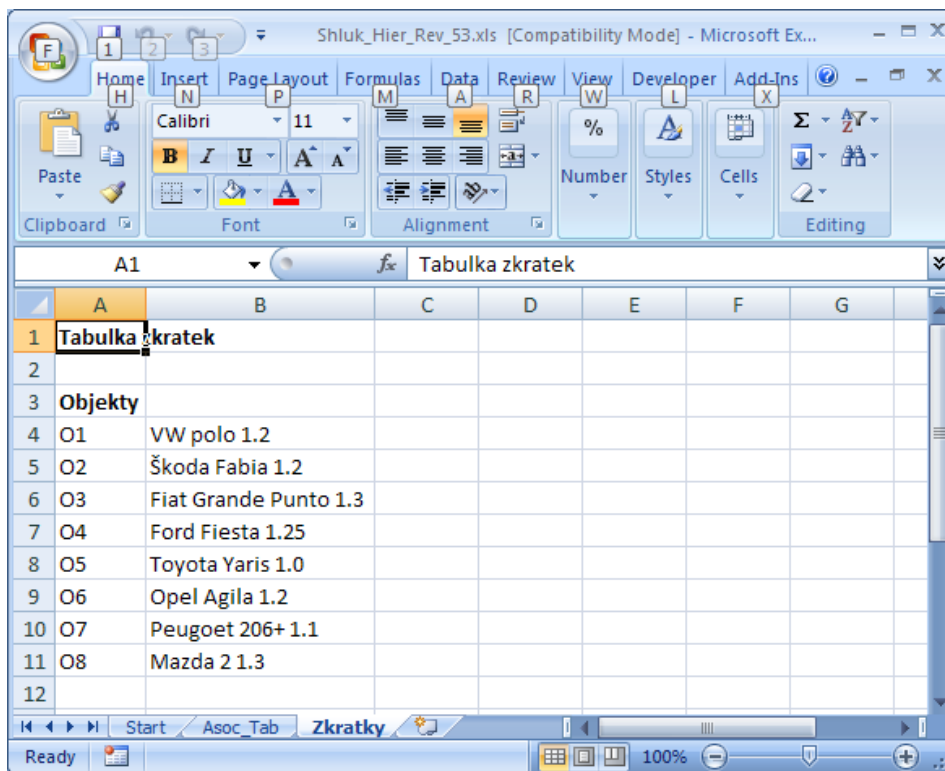 Shluk_Hier_Rev_53.xls [Compatibility Mode] - Microsoft Ex...
F 1 2 3
Home Insert Page Layout Formulas Data Review View Developer Add-Ins
H N P M A R W L X
Calibri 11
Paste
B I U A A
A
%
Number
Styles
Cells
Σ
Clipboard Font Alignment Editing
A1 fx Tabulka zkratek
A B C D E F G
1 Tabulka zkratek
2
3 Objekty
4 O1 VW polo 1.2
5 O2 Škoda Fabia 1.2
6 O3 Fiat Grande Punto 1.3
7 O4 Ford Fiesta 1.25
8 O5 Toyota Yaris 1.0
9 O6 Opel Agila 1.2
10 O7 Peugoet 206+ 1.1
11 O8 Mazda 2 1.3
12
Start Asoc_Tab Zkratky
Ready 100%